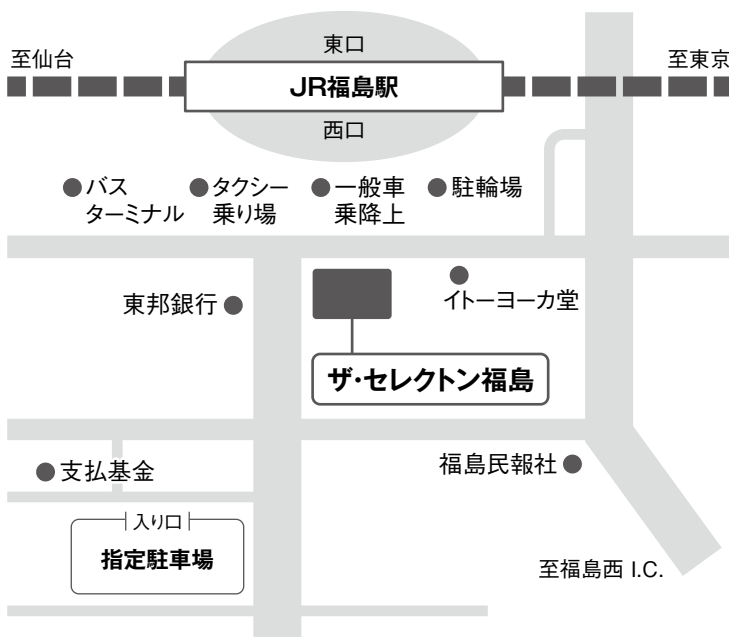 東口
至仙台
至東京
JR福島駅
西口
バス
ターミナル
タクシー
乗り場
一般車
乗降上
駐輪場
東邦銀行
イトーヨーカ堂
ザ・セレクトン福島
支払基金
福島民報社
入り口
指定駐車場
至福島西 I.C.